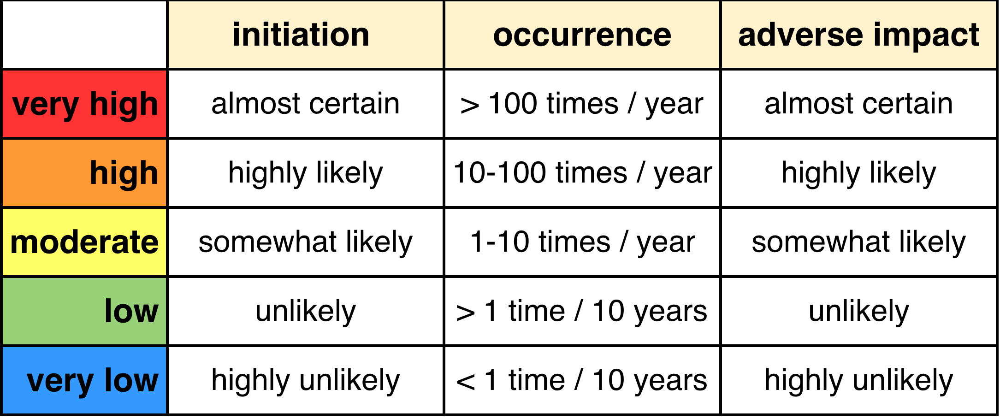 initiation occurrence adverse impact
very high almost certain > 100 times / year almost certain
high highly likely 10-100 times / year highly likely
moderate somewhat likely 1-10 times / year somewhat likely
low unlikely > 1 time / 10 years unlikely
very low highly unlikely < 1 time / 10 years highly unlikely